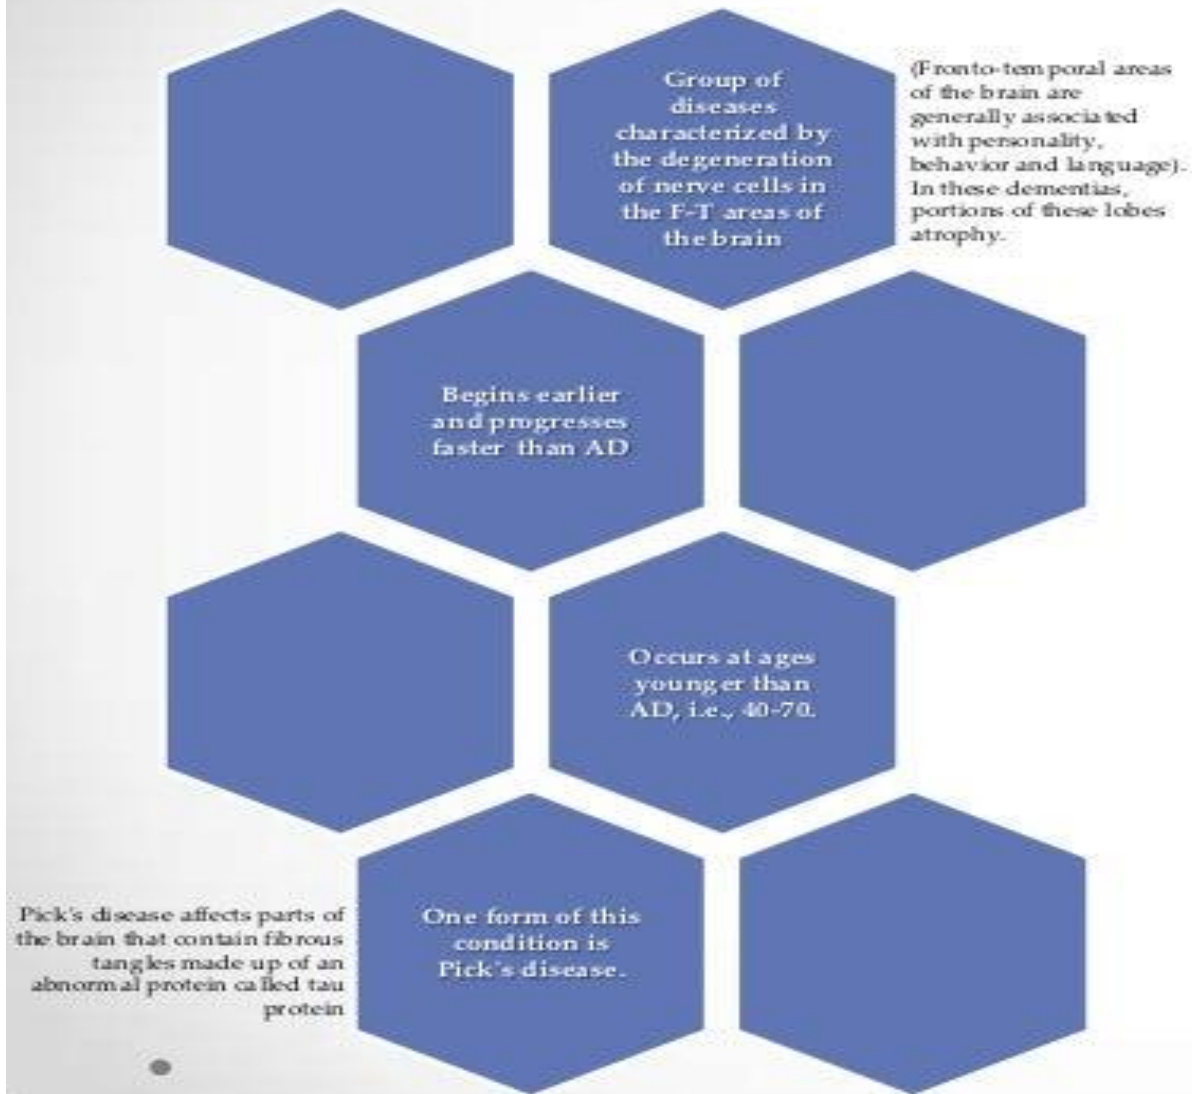 Group of
diseases
characterized by
the degeneration
of nerve cells in
the F-T areas of
the brain
(Fronto-temporal areas
of the brain are
generally associated
with personality,
behavior and language).
In these dementias,
portions of these lobes
atrophy.
Begins earlier
and progresses
faster than AD
Occurs at ages
younger than
AD, i.e., 40-70.
Pick's disease affects parts of
the brain that contain fibrous
tangles made up of an
abnormal protein called tau
protein
One form of this
condition is
Pick's disease.